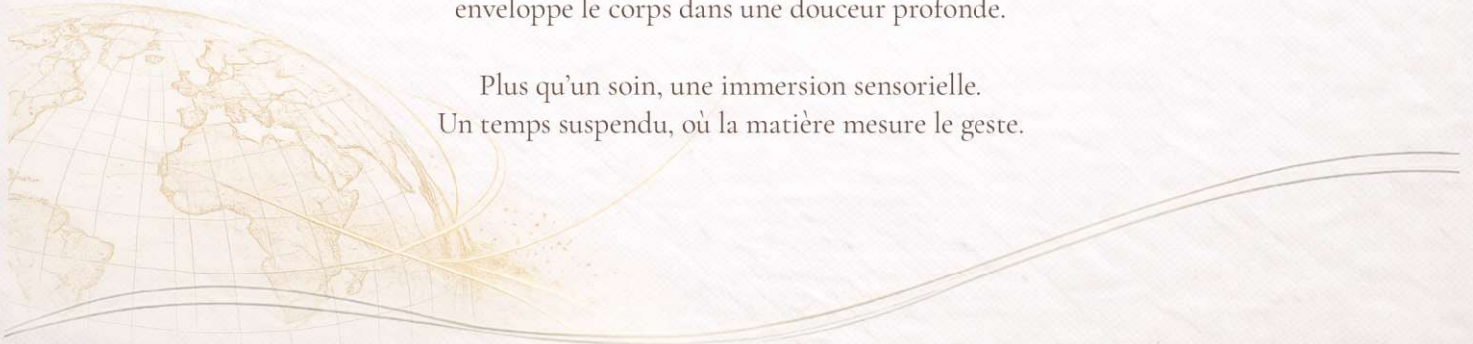 enveloppe le corps dans une douceur profonde.
Plus qu’un soin, une immersion sensorielle.
Un temps suspendu, où la matière mesure le geste.